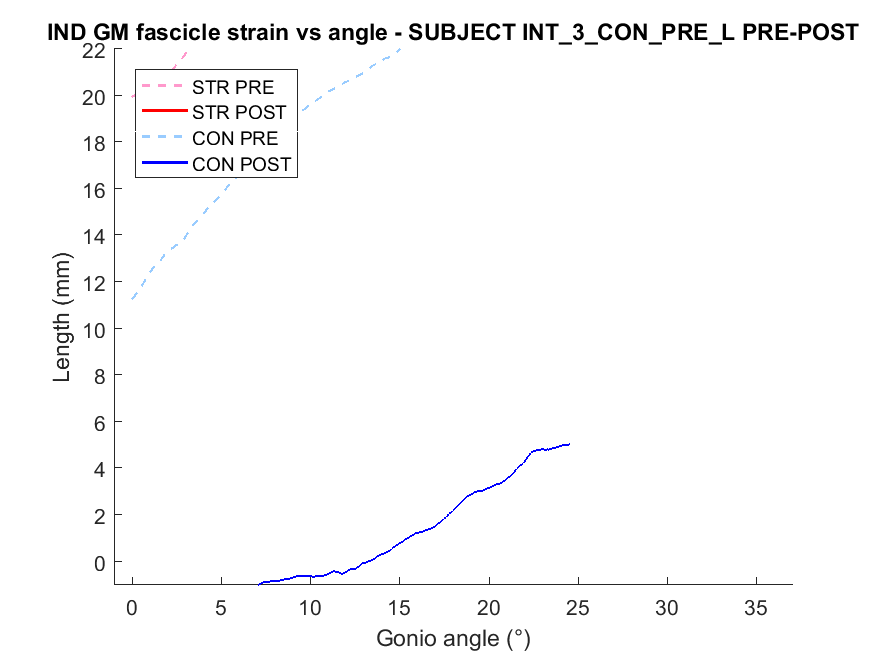 IND GM fascicle strain vs angle - SUBJECT INT_3_CON_PRE_L PRE-POST
22
20
18
16
14
12
10
8
6
4
2
0
Length (mm)
STR PRE
STR POST
CON PRE
CON POST
0 5 10 15 20 25 30 35
Gonio angle (°)